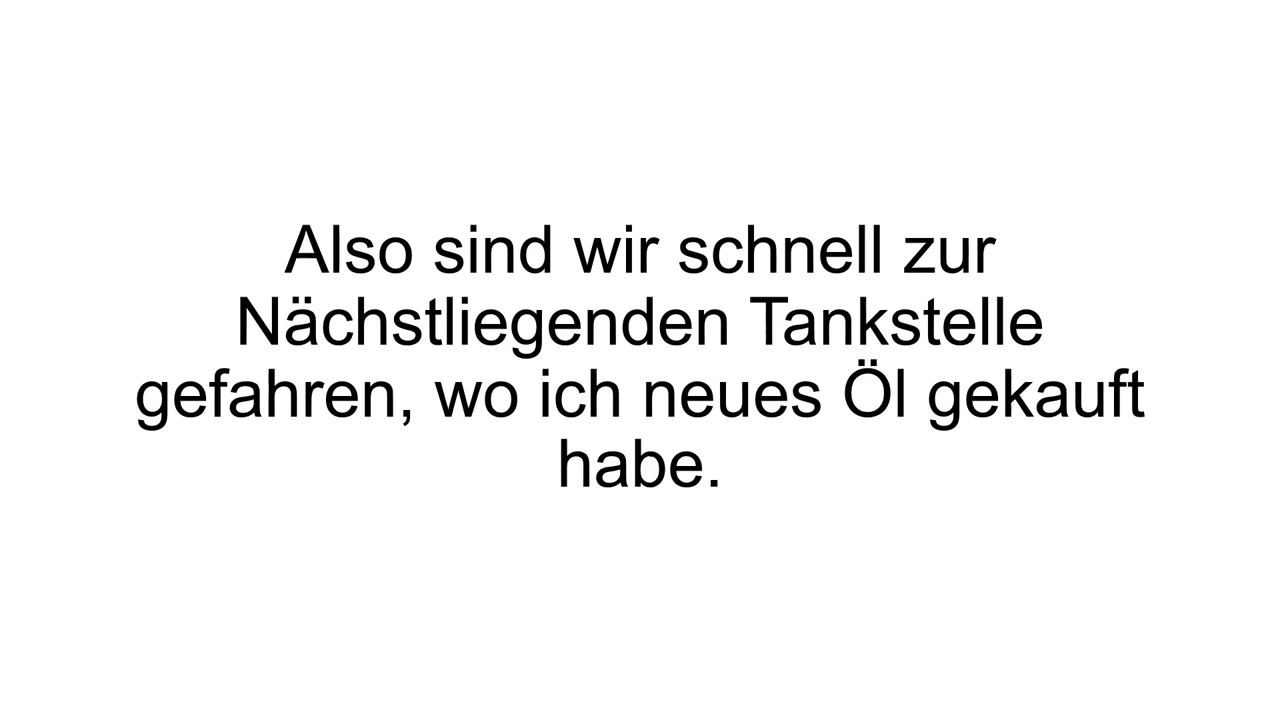 Also sind wir schnell zur
Nächstliegenden Tankstelle
gefahren, wo ich neues Öl gekauft
habe.